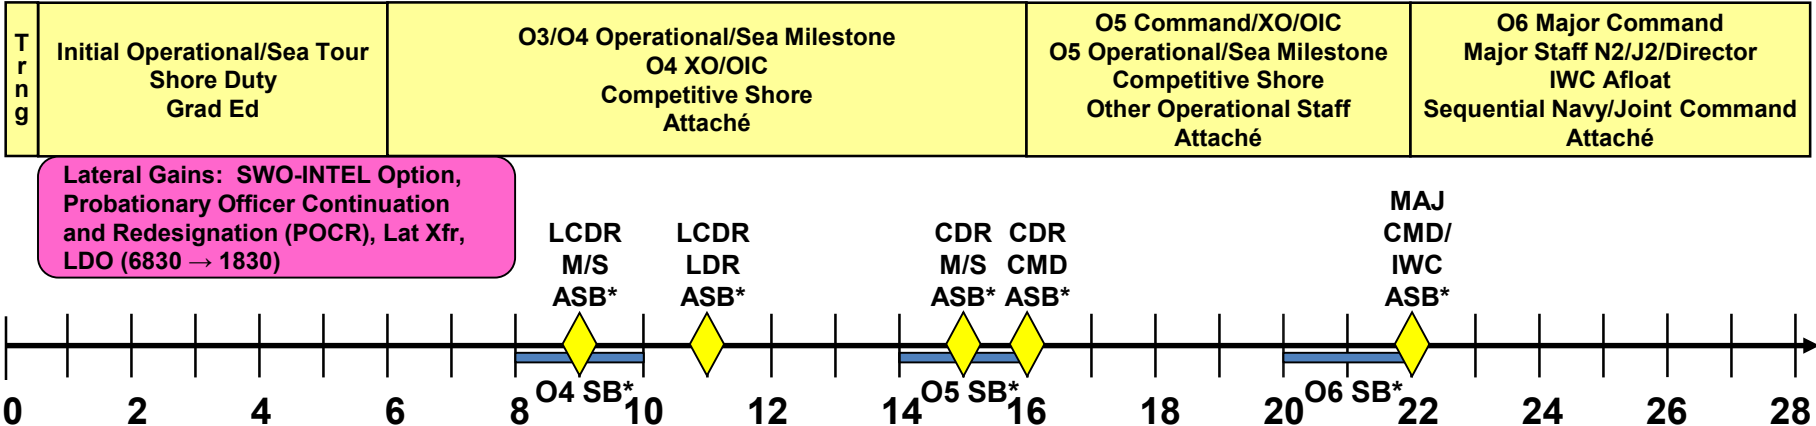 T
r
n
g
Initial Operational/Sea Tour
Shore Duty
Grad Ed
O3/O4 Operational/Sea Milestone
O4 XO/OIC
Competitive Shore
Attaché
O5 Command/XO/OIC
O5 Operational/Sea Milestone
Competitive Shore
Other Operational Staff
Attaché
O6 Major Command
Major Staff N2/J2/Director
IWC Afloat
Sequential Navy/Joint Command
Attaché
Lateral Gains: SWO-INTEL Option,
Probationary Officer Continuation
and Redesignation (POCR), Lat Xfr,
LDO (6830 → 1830)
LCDR
M/S
ASB*
LCDR
LDR
ASB*
CDR
M/S
ASB*
CDR
CMD
ASB*
MAJ
CMD/
IWC
ASB*
O4 SB*
O5 SB*
O6 SB*
0 2 4 6 8 10 12 14 16 18 20 22 24 26 28